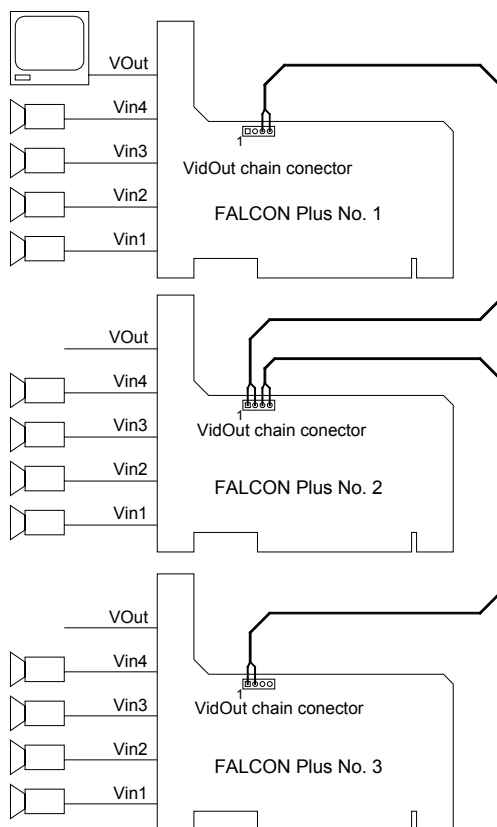 VOut
Vin4
1
Vin3
VidOut chain conector
Vin2
FALCON Plus No. 1
Vin1
VOut
Vin4
1
Vin3
VidOut chain conector
Vin2
FALCON Plus No. 2
Vin1
VOut
Vin4
1
Vin3
VidOut chain conector
Vin2
FALCON Plus No. 3
Vin1